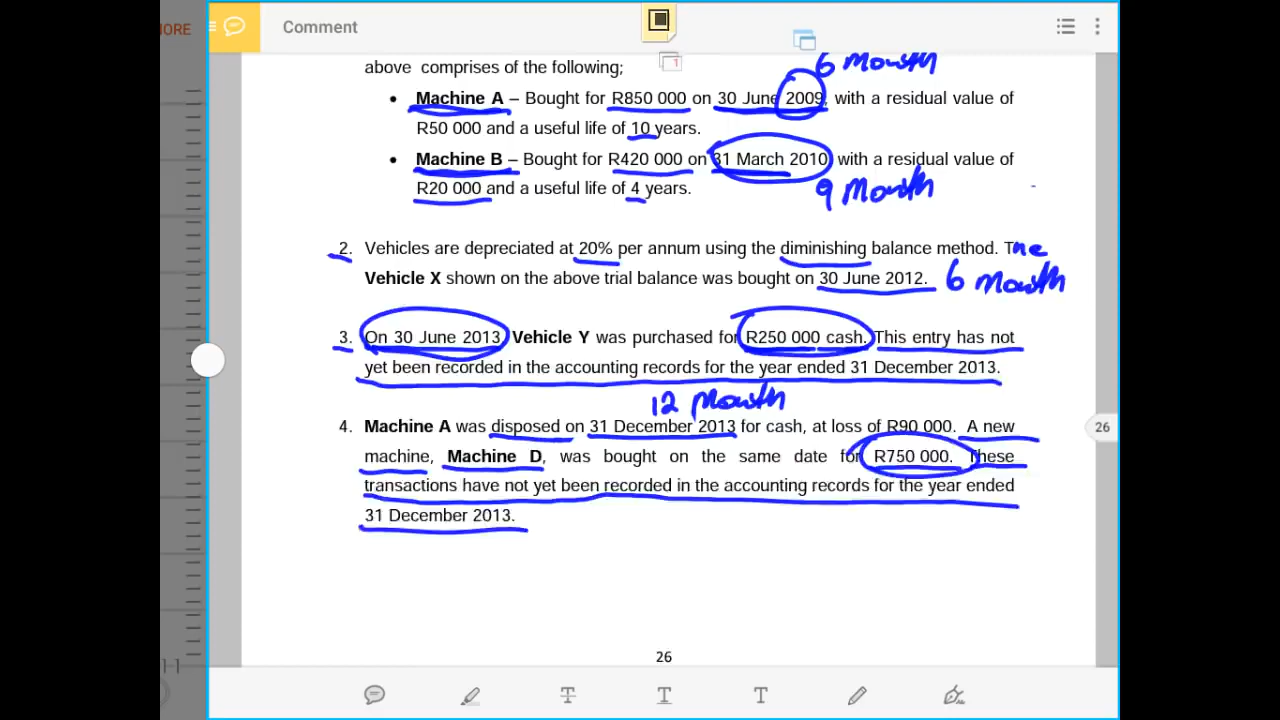 MORE
Comment
1
6 month
above comprises of the following;
• Machine A – Bought for R850 000 on 30 June 2009, with a residual value of
R50 000 and a useful life of 10 years.
• Machine B – Bought for R420 000 on 31 March 2010 with a residual value of
R20 000 and a useful life of 4 years.
9 month
2. Vehicles are depreciated at 20% per annum using the diminishing balance method. The
Vehicle X shown on the above trial balance was bought on 30 June 2012. 6 month
3. On 30 June 2013 Vehicle Y was purchased for R250 000 cash. This entry has not
yet been recorded in the accounting records for the year ended 31 December 2013.
12 month
4. Machine A was disposed on 31 December 2013 for cash, at loss of R90 000. A new
26
machine, Machine D, was bought on the same date for R750 000. These
transactions have not yet been recorded in the accounting records for the year ended
31 December 2013.
26